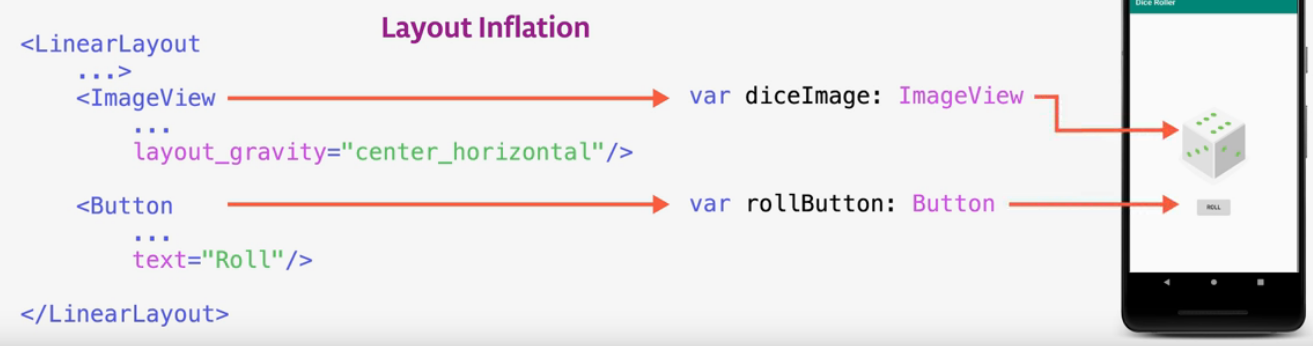 Layout Inflation
<LinearLayout
...>
<ImageView
...
layout_gravity="center_horizontal"/>
<Button
...
text="Roll"/>
</LinearLayout>
var diceImage: ImageView
var rollButton: Button
Dice Roller
ROLL